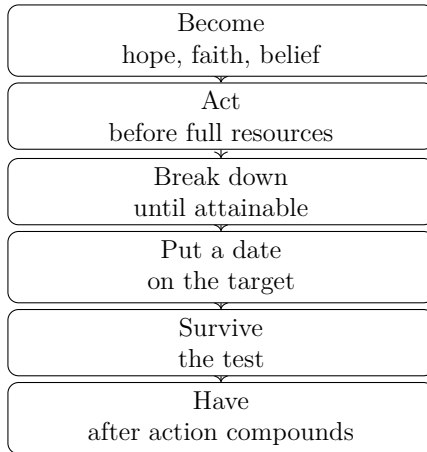 Become
hope, faith, belief
Act
before full resources
Break down
until attainable
Put a date
on the target
Survive
the test
Have
after action compounds